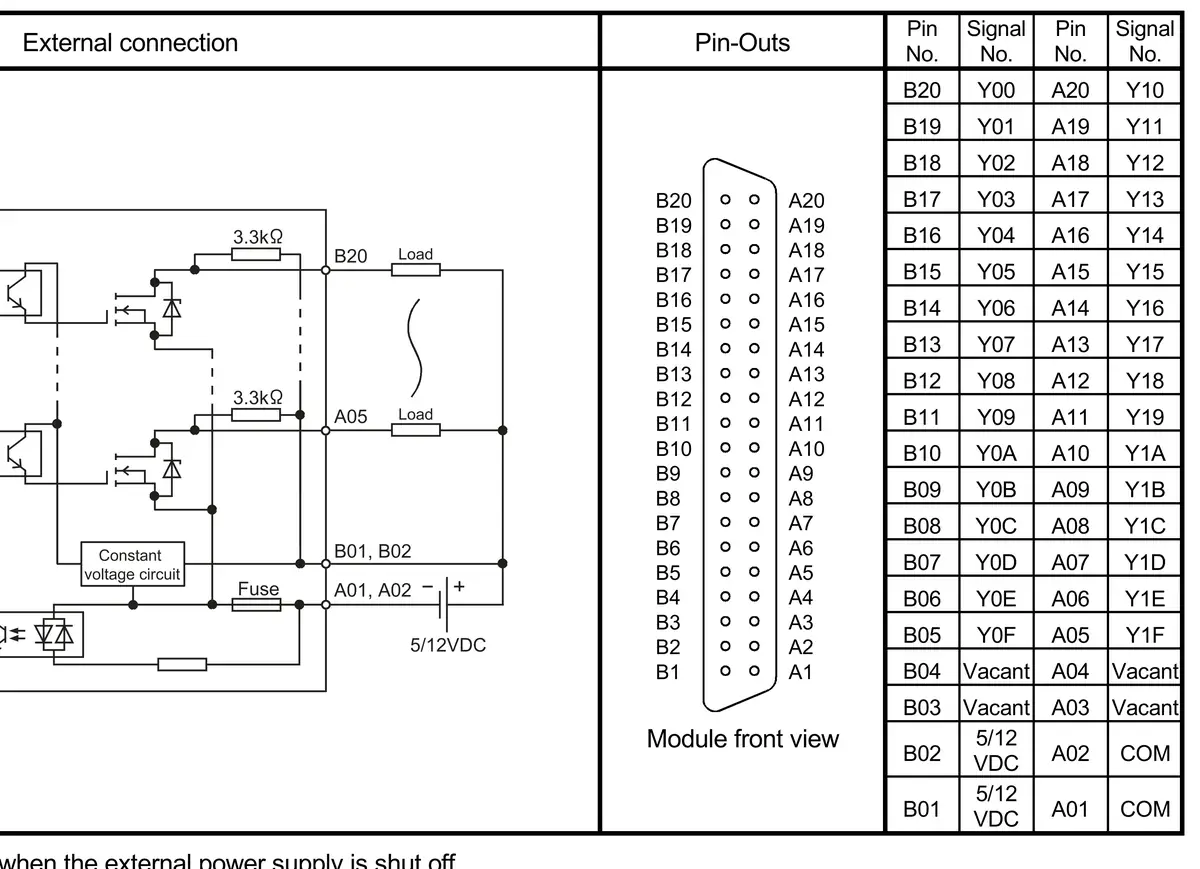 External connection
Pin-Outs
Pin No. Signal No. Pin No. Signal No.
B20 Y00 A20 Y10
B19 Y01 A19 Y11
B18 Y02 A18 Y12
B17 Y03 A17 Y13
B16 Y04 A16 Y14
B15 Y05 A15 Y15
B14 Y06 A14 Y16
B13 Y07 A13 Y17
B12 Y08 A12 Y18
B11 Y09 A11 Y19
B10 Y0A A10 Y1A
B09 Y0B A09 Y1B
B08 Y0C A08 Y1C
B07 Y0D A07 Y1D
B06 Y0E A06 Y1E
B05 Y0F A05 Y1F
B04 Vacant A04 Vacant
B03 Vacant A03 Vacant
B02 5/12 VDC A02 COM
B01 5/12 VDC A01 COM
3.3kΩ
B20 Load
3.3kΩ
A05 Load
Constant
voltage circuit
B01, B02
Fuse
A01, A02 − +
5/12VDC
B20 A20
B19 A19
B18 A18
B17 A17
B16 A16
B15 A15
B14 A14
B13 A13
B12 A12
B11 A11
B10 A10
B9 A9
B8 A8
B7 A7
B6 A6
B5 A5
B4 A4
B3 A3
B2 A2
B1 A1
Module front view
when the external power supply is shut off